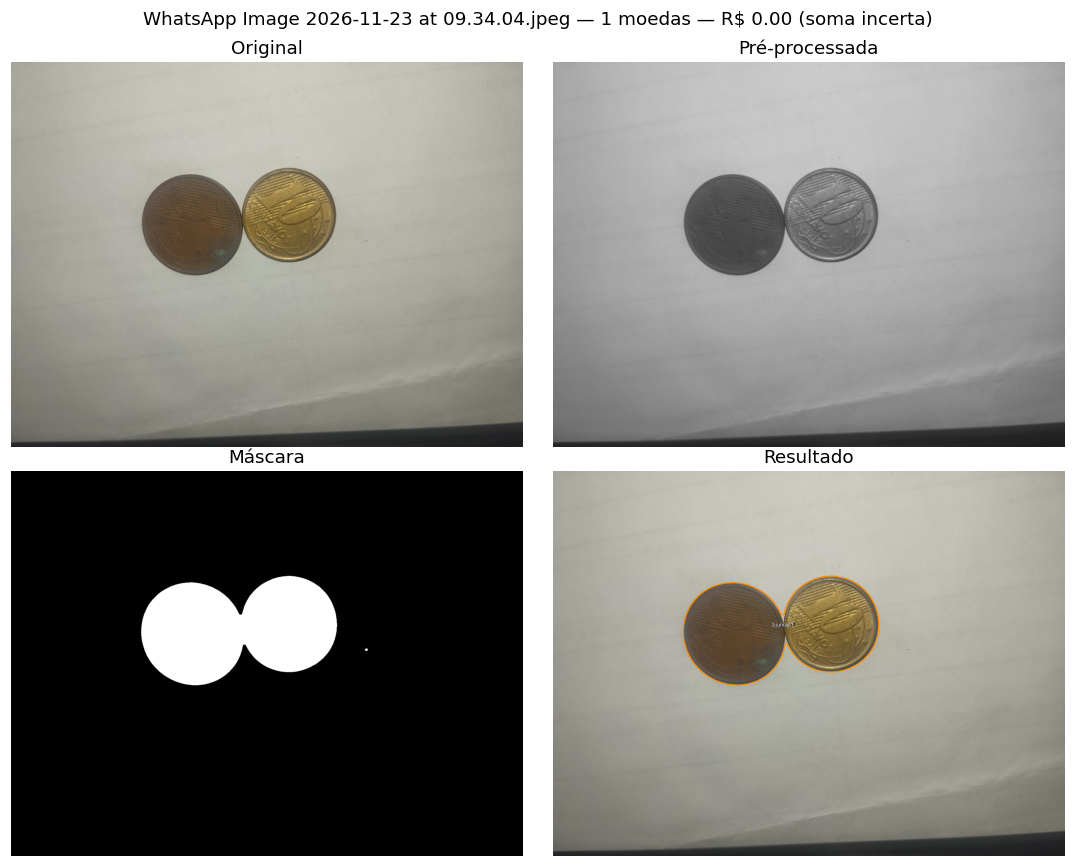 WhatsApp Image 2026-11-23 at 09.34.04.jpeg — 1 moedas — R$ 0.00 (soma incerta)
Original
Pré-processada
Máscara
Resultado